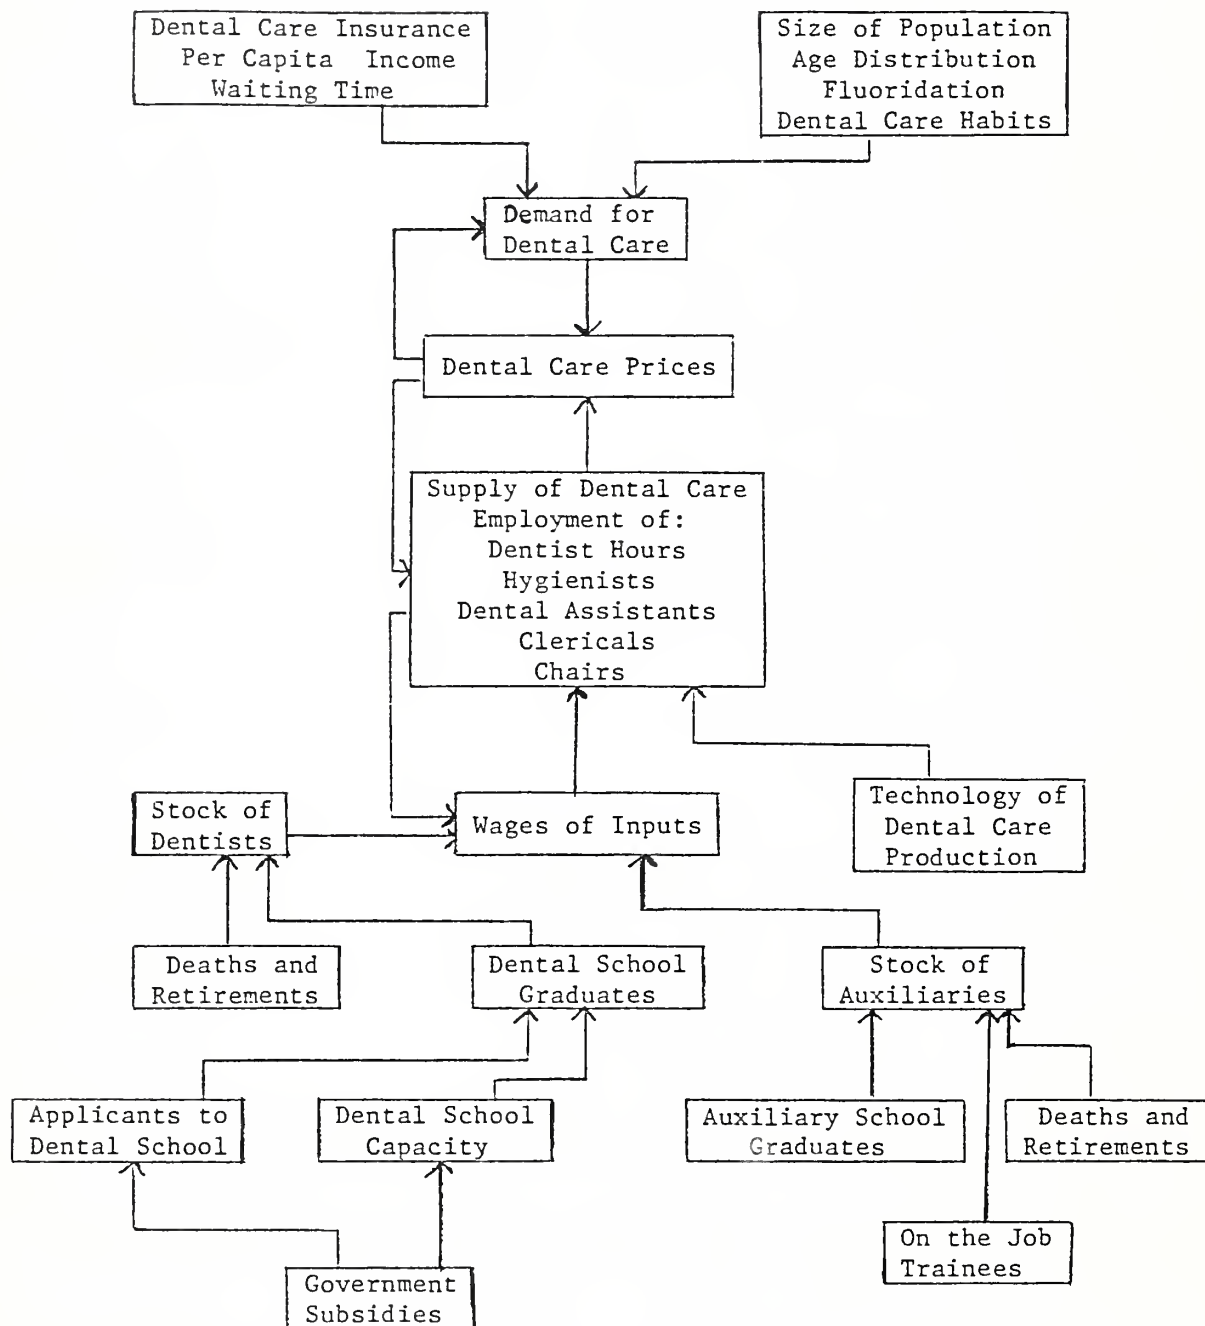 Dental Care Insurance
Per Capita Income
Waiting Time
Size of Population
Age Distribution
Fluoridation
Dental Care Habits
Demand for
Dental Care
Dental Care Prices
Supply of Dental Care
Employment of:
Dentist Hours
Hygienists
Dental Assistants
Clericals
Chairs
Stock of
Dentists
Wages of Inputs
Technology of
Dental Care
Production
Deaths and
Retirements
Dental School
Graduates
Stock of
Auxiliaries
Applicants to
Dental School
Dental School
Capacity
Auxiliary School
Graduates
Deaths and
Retirements
On the Job
Trainees
Government
Subsidies